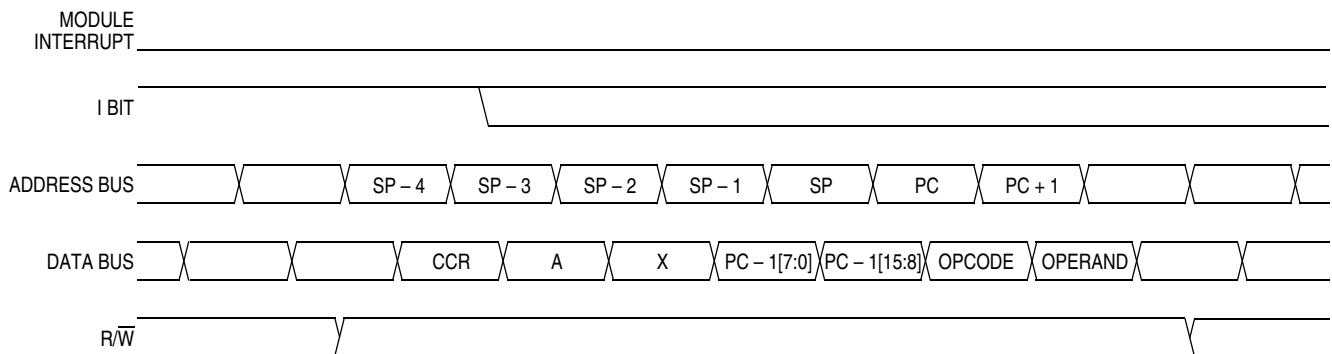 MODULE
INTERRUPT
I BIT
ADDRESS BUS SP – 4 SP – 3 SP – 2 SP – 1 SP PC PC + 1
DATA BUS CCR A X PC – 1[7:0] PC – 1[15:8] OPCODE OPERAND
R/W̅